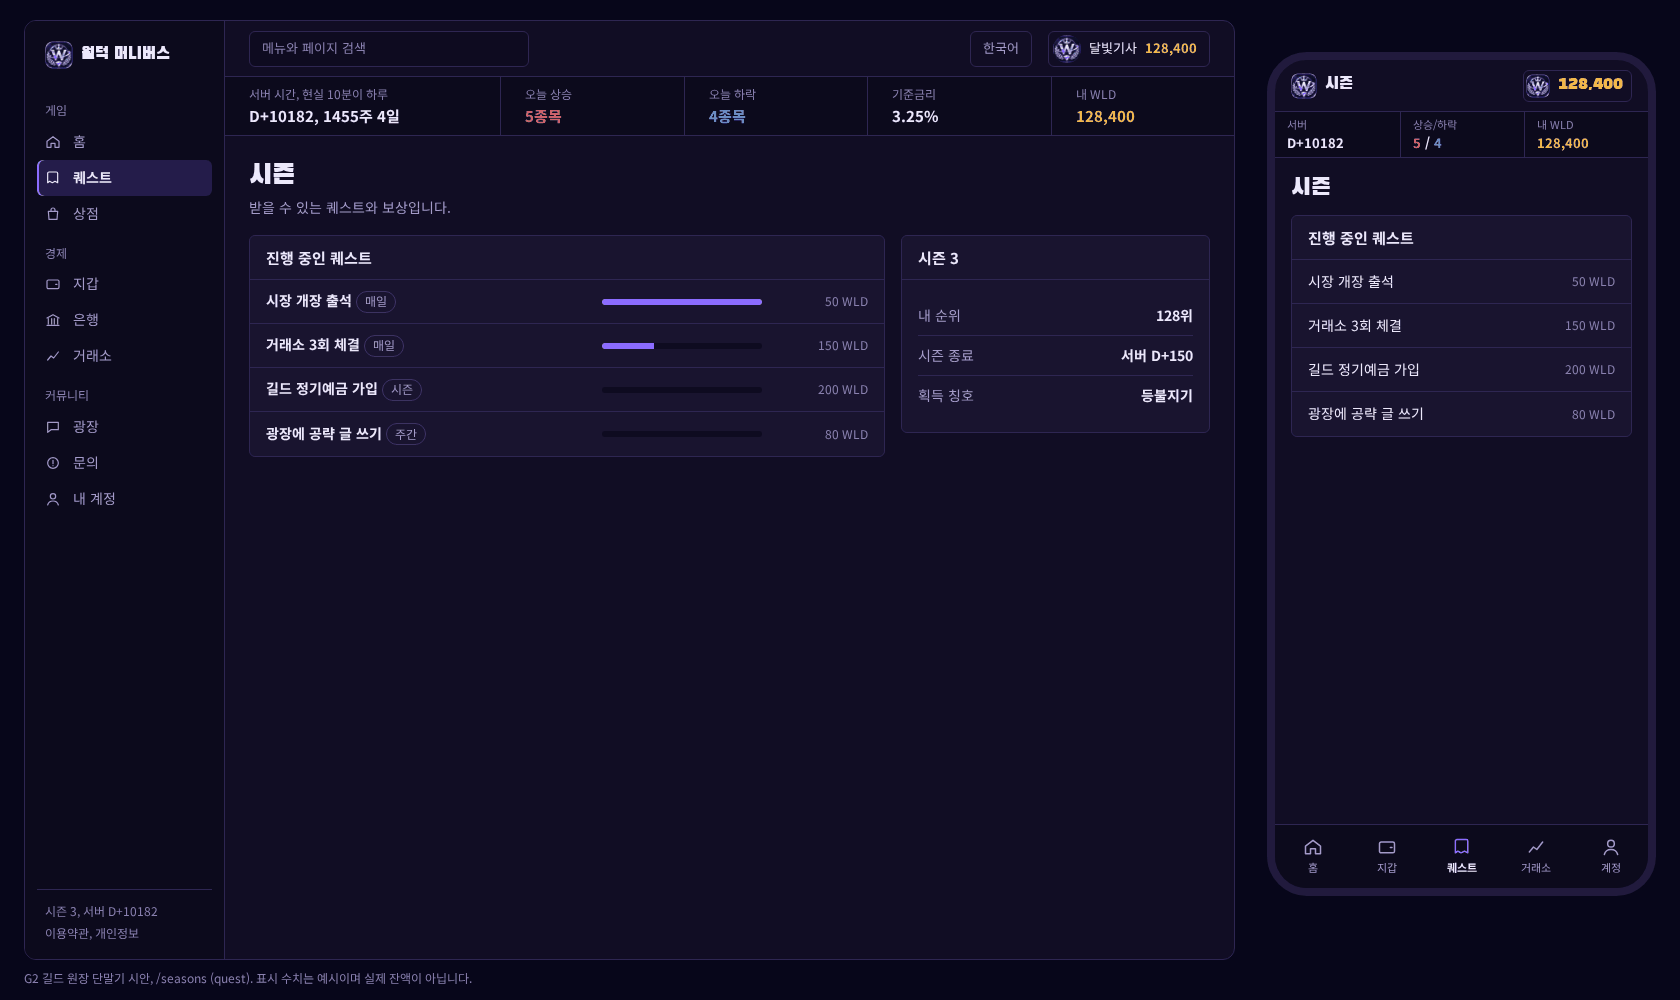 월덕 머니버스
게임
홈
퀘스트
상점
경제
지갑
은행
거래소
커뮤니티
광장
문의
내 계정
시즌 3, 서버 D+10182
이용약관, 개인정보
메뉴와 페이지 검색
한국어
달빛기사 128,400
서버 시간, 현실 10분이 하루
D+10182, 1455주 4일
오늘 상승
5종목
오늘 하락
4종목
기준금리
3.25%
내 WLD
128,400
시즌
받을 수 있는 퀘스트와 보상입니다.
진행 중인 퀘스트
시장 개장 출석 매일 50 WLD
거래소 3회 체결 매일 150 WLD
길드 정기예금 가입 시즌 200 WLD
광장에 공략 글 쓰기 주간 80 WLD
시즌 3
내 순위 128위
시즌 종료 서버 D+150
획득 칭호 등불지기
시즌
128,400
서버
D+10182
상승/하락
5 / 4
내 WLD
128,400
시즌
진행 중인 퀘스트
시장 개장 출석 50 WLD
거래소 3회 체결 150 WLD
길드 정기예금 가입 200 WLD
광장에 공략 글 쓰기 80 WLD
홈
지갑
퀘스트
거래소
계정
G2 길드 원장 단말기 시안, /seasons (quest). 표시 수치는 예시이며 실제 잔액이 아닙니다.